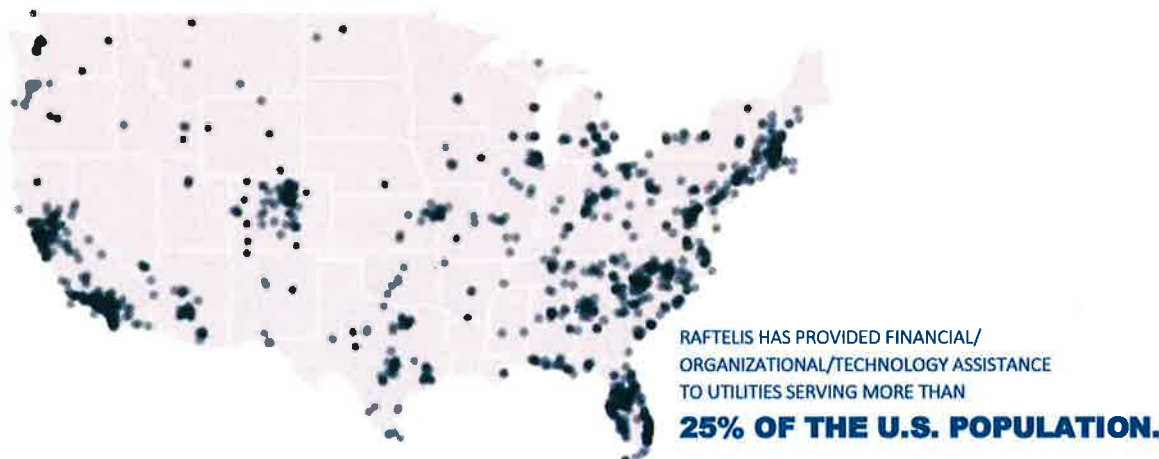 RAFTELIS HAS PROVIDED FINANCIAL/
ORGANIZATIONAL/TECHNOLOGY ASSISTANCE
TO UTILITIES SERVING MORE THAN
25% OF THE U.S. POPULATION.